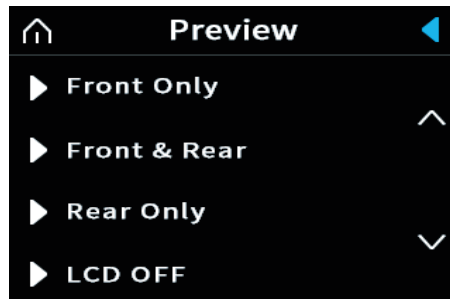 Preview
Front Only
Front & Rear
Rear Only
LCD OFF